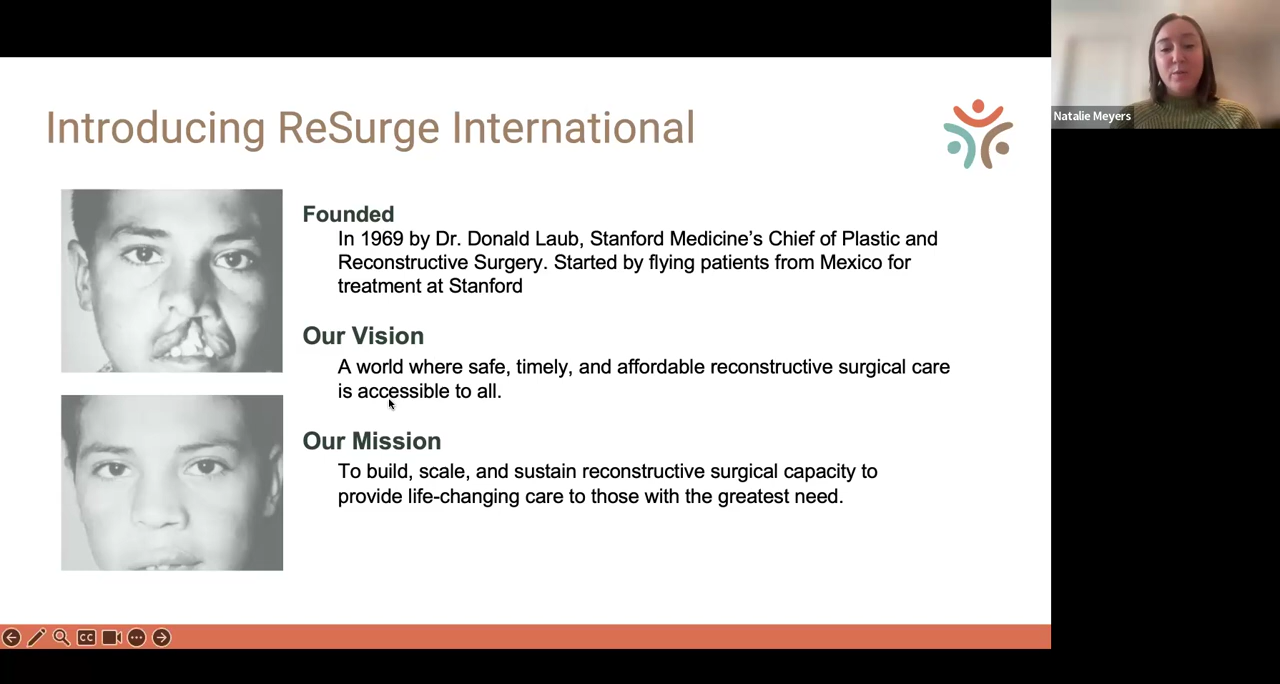 Introducing ReSurge International
Founded
In 1969 by Dr. Donald Laub, Stanford Medicine’s Chief of Plastic and
Reconstructive Surgery. Started by flying patients from Mexico for
treatment at Stanford
Our Vision
A world where safe, timely, and affordable reconstructive surgical care
is accessible to all.
Our Mission
To build, scale, and sustain reconstructive surgical capacity to
provide life-changing care to those with the greatest need.
CC
Natalie Meyers